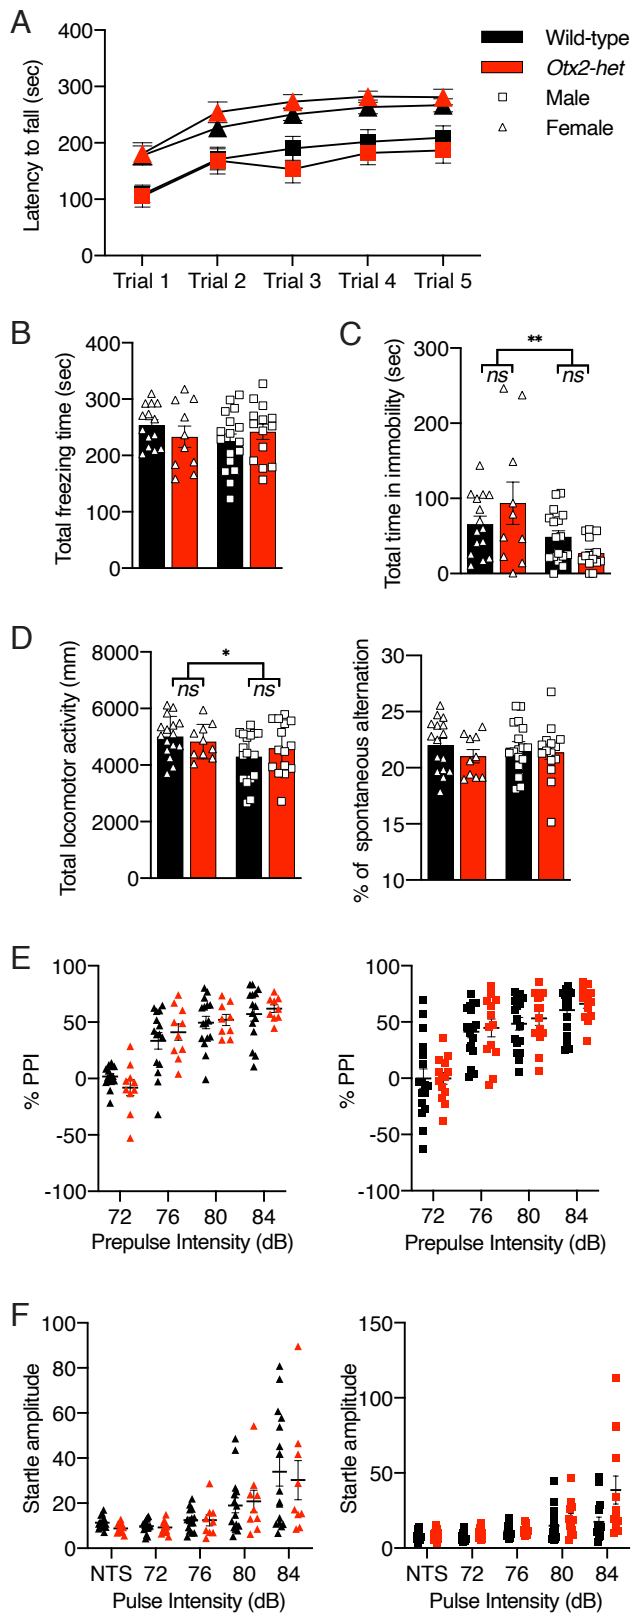 A
Latency to fall (sec)
400
300
200
100
0
Trial 1 Trial 2 Trial 3 Trial 4 Trial 5
Wild-type
Otx2-het
Male
Female
B
Total freezing time (sec)
400
300
200
100
0
C
Total time in immobility (sec)
300
200
100
0
**
ns ns
D
Total locomotor activity (mm)
8000
6000
4000
2000
0
*
ns ns
% of spontaneous alternation
30
25
20
15
10
E
% PPI
100
50
0
-50
-100
72 76 80 84
Prepulse Intensity (dB)
% PPI
100
50
0
-50
-100
72 76 80 84
Prepulse Intensity (dB)
F
Startle amplitude
100
80
60
40
20
0
NTS 72 76 80 84
Pulse Intensity (dB)
Startle amplitude
150
100
50
0
NTS 72 76 80 84
Pulse Intensity (dB)